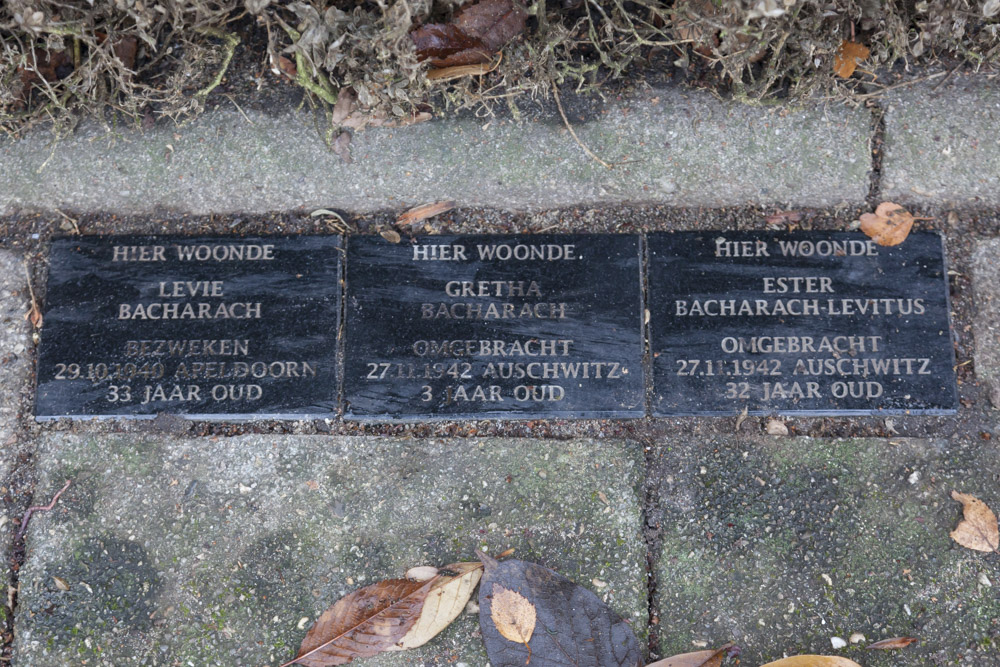 HIER WOONDE
LEVIE
BACHARACH
BEZWEKEN
29.10.1940 APELDOORN
33 JAAR OUD
HIER WOONDE
GRETHA
BACHARACH
OMGEBRACHT
27.11.1942 AUSCHWITZ
3 JAAR OUD
HIER WOONDE
ESTER
BACHARACH-LEVITUS
OMGEBRACHT
27.11.1942 AUSCHWITZ
32 JAAR OUD